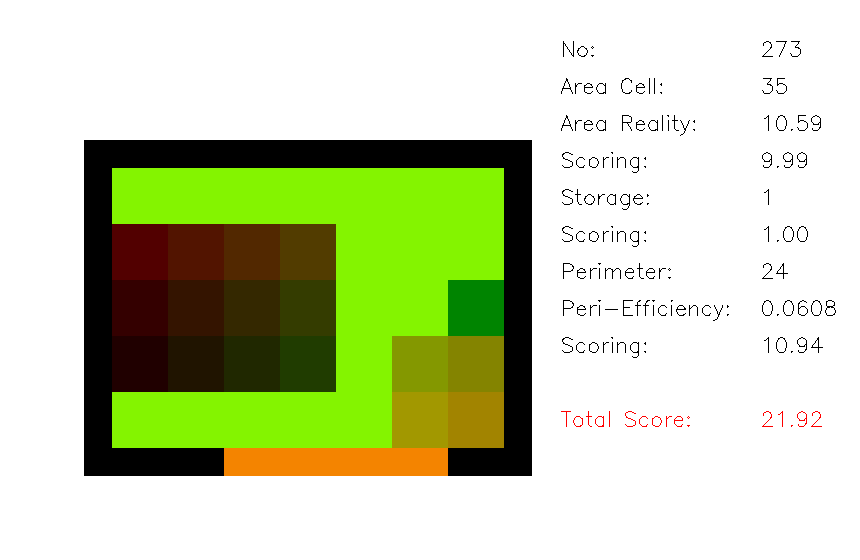 No: 273
Area Cell: 35
Area Reality: 10.59
Scoring: 9.99
Storage: 1
Scoring: 1.00
Perimeter: 24
Peri-Efficiency: 0.0608
Scoring: 10.94
Total Score: 21.92